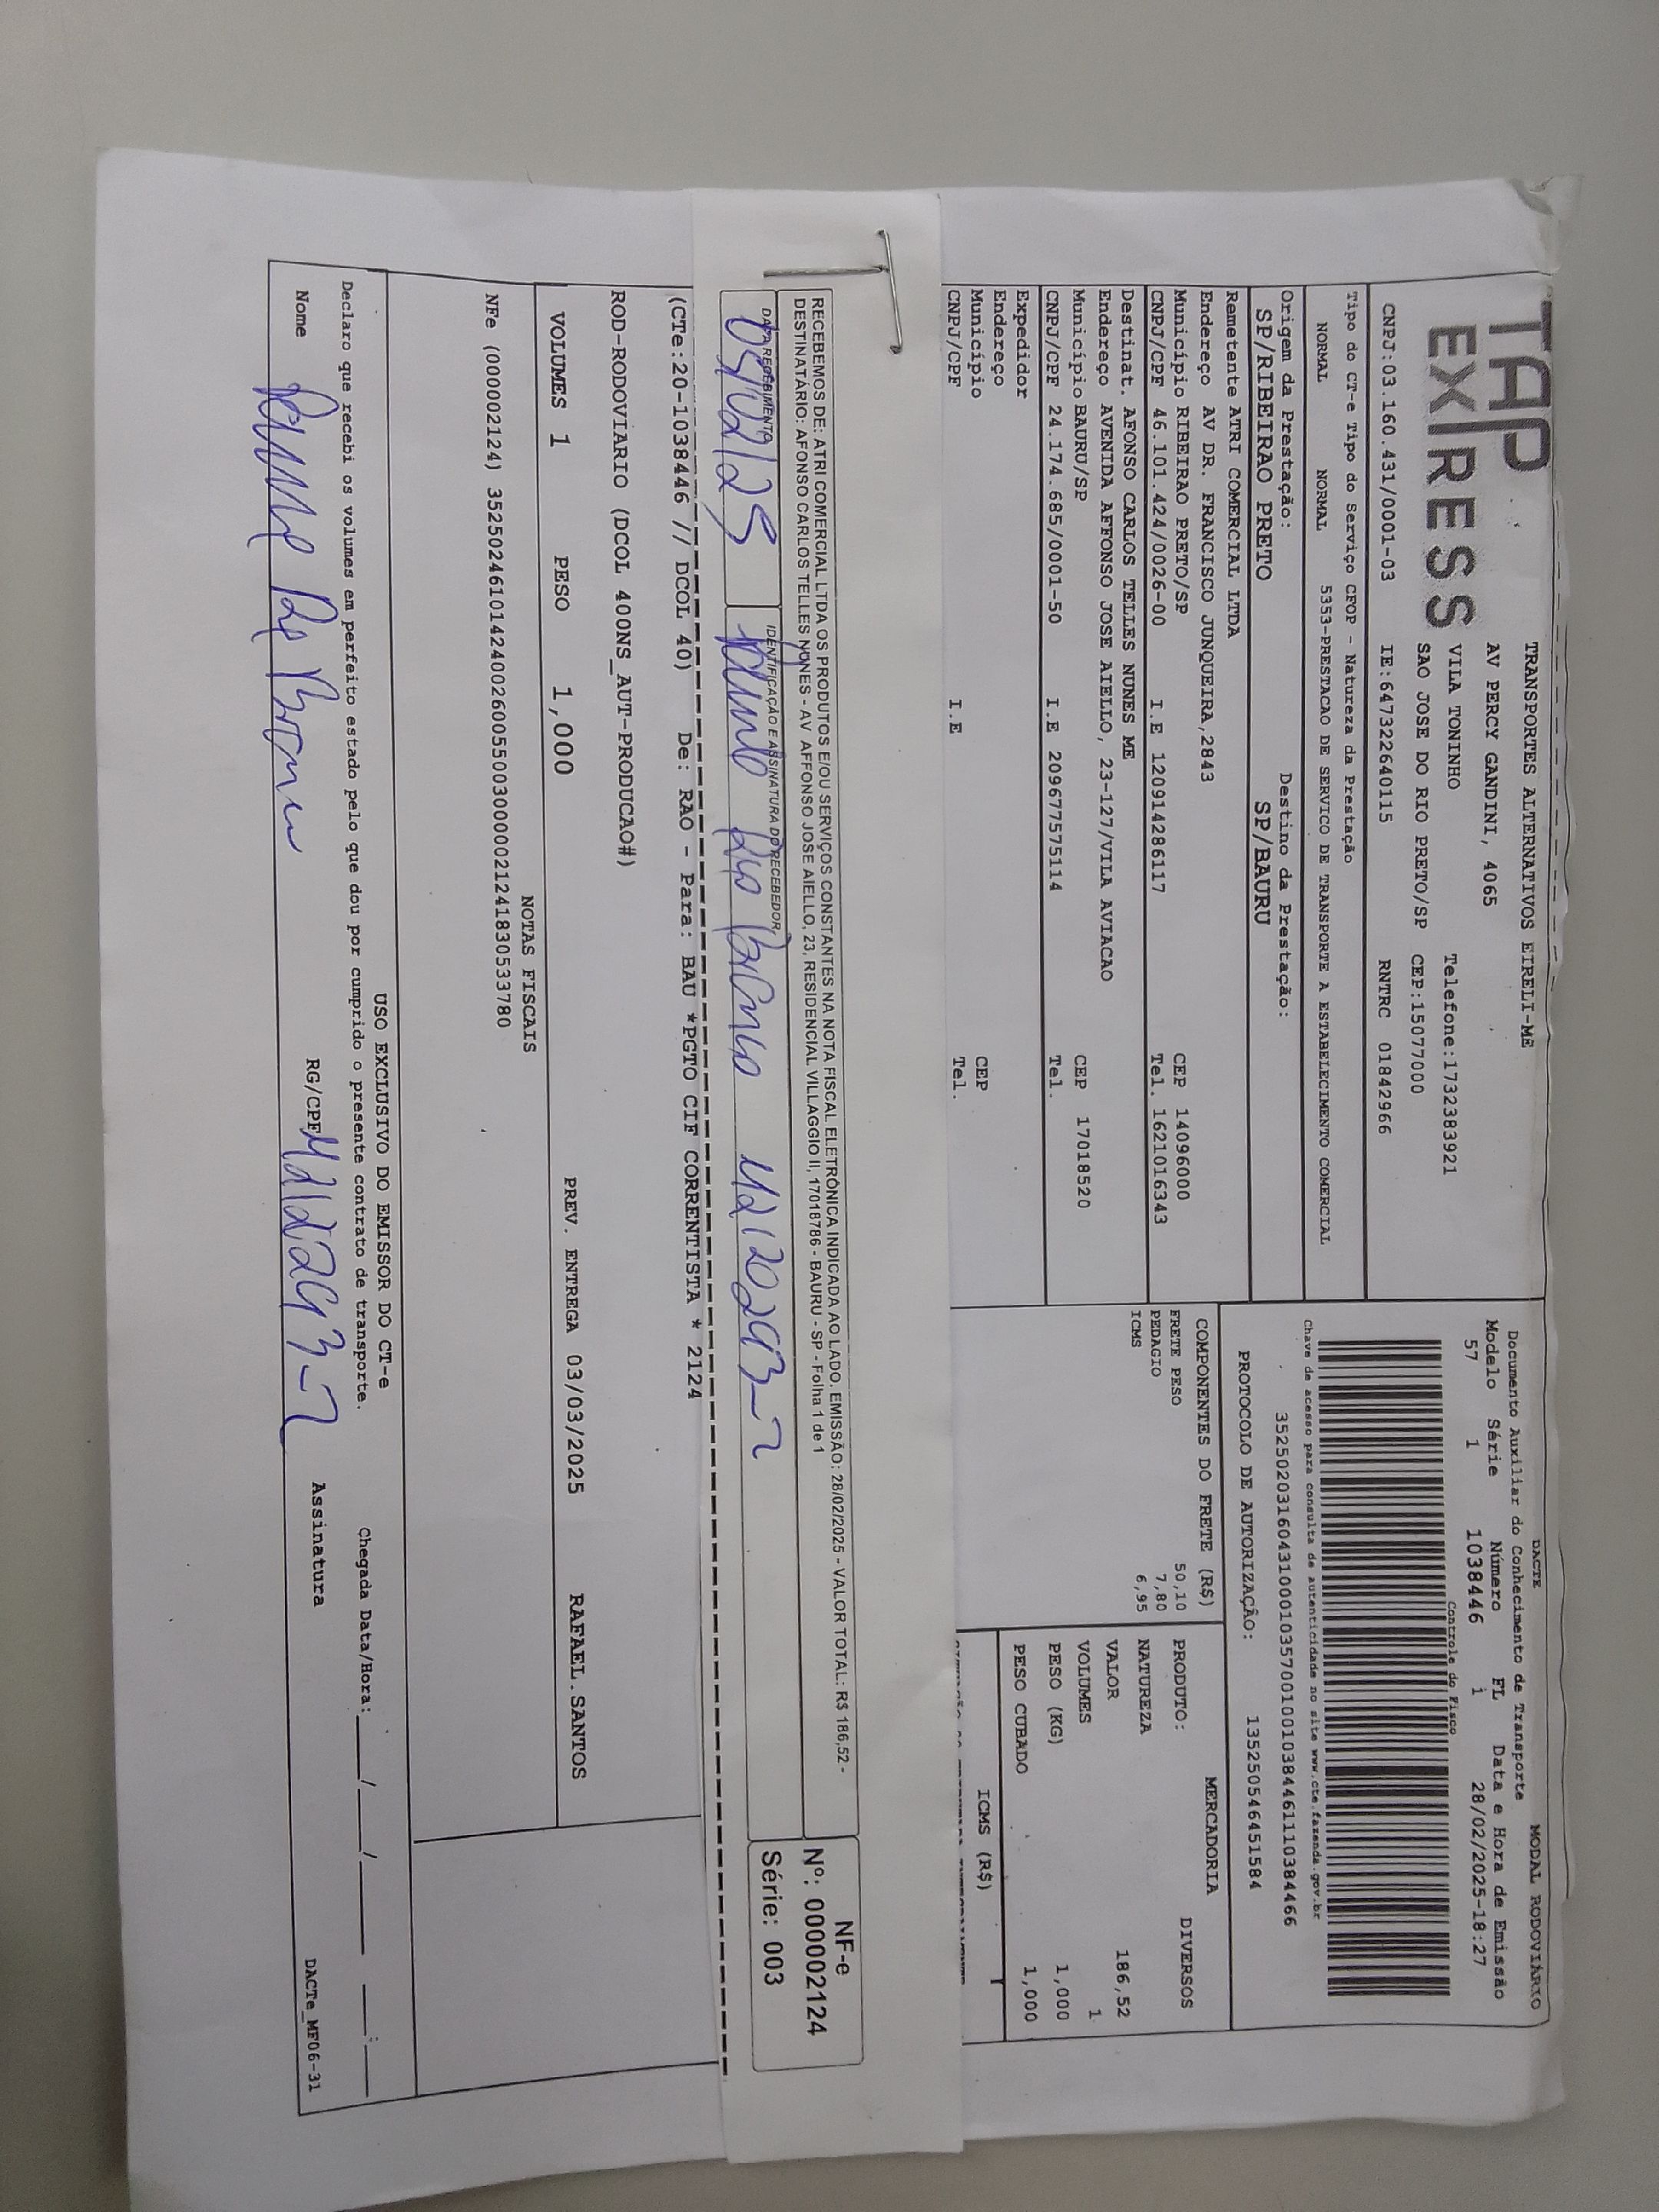 TAP
EXPRESS
TRANSPORTES ALTERNATIVOS EIRELI-ME
AV PERCY GANDINI, 4065
VILA TONINHO Telefone:1732383921
SAO JOSE DO RIO PRETO/SP CEP:15077000
CNPJ:03.160.431/0001-03 IE:647322640115 RNTRC 01842966
Tipo do CT-e Tipo do Serviço CFOP - Natureza da Prestação
NORMAL NORMAL 5353-PRESTACAO DE SERVICO DE TRANSPORTE A ESTABELECIMENTO COMERCIAL
Origem da Prestação: Destino da Prestação:
SP/RIBEIRAO PRETO SP/BAURU
Remetente ATRI COMERCIAL LTDA
Endereço AV DR. FRANCISCO JUNQUEIRA,2843
Município RIBEIRAO PRETO/SP CEP 14096000
CNPJ/CPF 46.101.424/0026-00 I.E 120914286117 Tel. 1621016343
Destinat. AFONSO CARLOS TELLES NUNES ME
Endereço AVENIDA AFFONSO JOSE AIELLO, 23-127/VILA AVIACAO
Município BAURU/SP CEP 17018520
CNPJ/CPF 24.174.685/0001-50 I.E 209677575114 Tel.
Expedidor
Endereço
Município CEP
CNPJ/CPF I.E Tel.
DACTE MODAL RODOVIÁRIO
Documento Auxiliar do Conhecimento de Transporte
Modelo Série Número FL Data e Hora de Emissão
57 1 1038446 1 28/02/2025-18:27
Controle do Fisco
Chave de acesso para consulta de autenticidade no site www.cte.fazenda.gov.br
35250203160431000103570010010384461110384466
PROTOCOLO DE AUTORIZAÇÃO: 135250546451584
COMPONENTES DO FRETE (R$)
FRETE PESO 50,10
PEDAGIO 7,80
ICMS 6,95
MERCADORIA
PRODUTO: DIVERSOS
NATUREZA
VALOR 186,52
VOLUMES 1
PESO (KG) 1,000
PESO CUBADO 1,000
ICMS (R$)
RECEBEMOS DE: ATRI COMERCIAL LTDA OS PRODUTOS E/OU SERVIÇOS CONSTANTES NA NOTA FISCAL ELETRÔNICA INDICADA AO LADO. EMISSÃO: 28/02/2025 - VALOR TOTAL: R$ 186,52 -
DESTINATÁRIO: AFONSO CARLOS TELLES NUNES - AV AFFONSO JOSE AIELLO, 23, RESIDENCIAL VILLAGGIO II, 17018786 - BAURU - SP - Folha 1 de 1
DATA RECEBIMENTO IDENTIFICAÇÃO E ASSINATURA DO RECEBEDOR
NF-e
Nº: 000002124
Série: 003
(CTe:20-1038446 // DCOL 40) De: RAO - Para: BAU *PGTO CIF CORRENTISTA * 2124
ROD-RODOVIARIO (DCOL 40ONS_AUT-PRODUCAO#)
VOLUMES 1 PESO 1,000 PREV. ENTREGA 03/03/2025 RAFAEL.SANTOS
NOTAS FISCAIS
NFe (000002124) 35250246101424002600550030000021241830533780
USO EXCLUSIVO DO EMISSOR DO CT-e
Declaro que recebi os volumes em perfeito estado pelo que dou por cumprido o presente contrato de transporte. Chegada Data/Hora: ___/___/____ ___:___
Nome RG/CPF Assinatura
DACTe_MF06-31